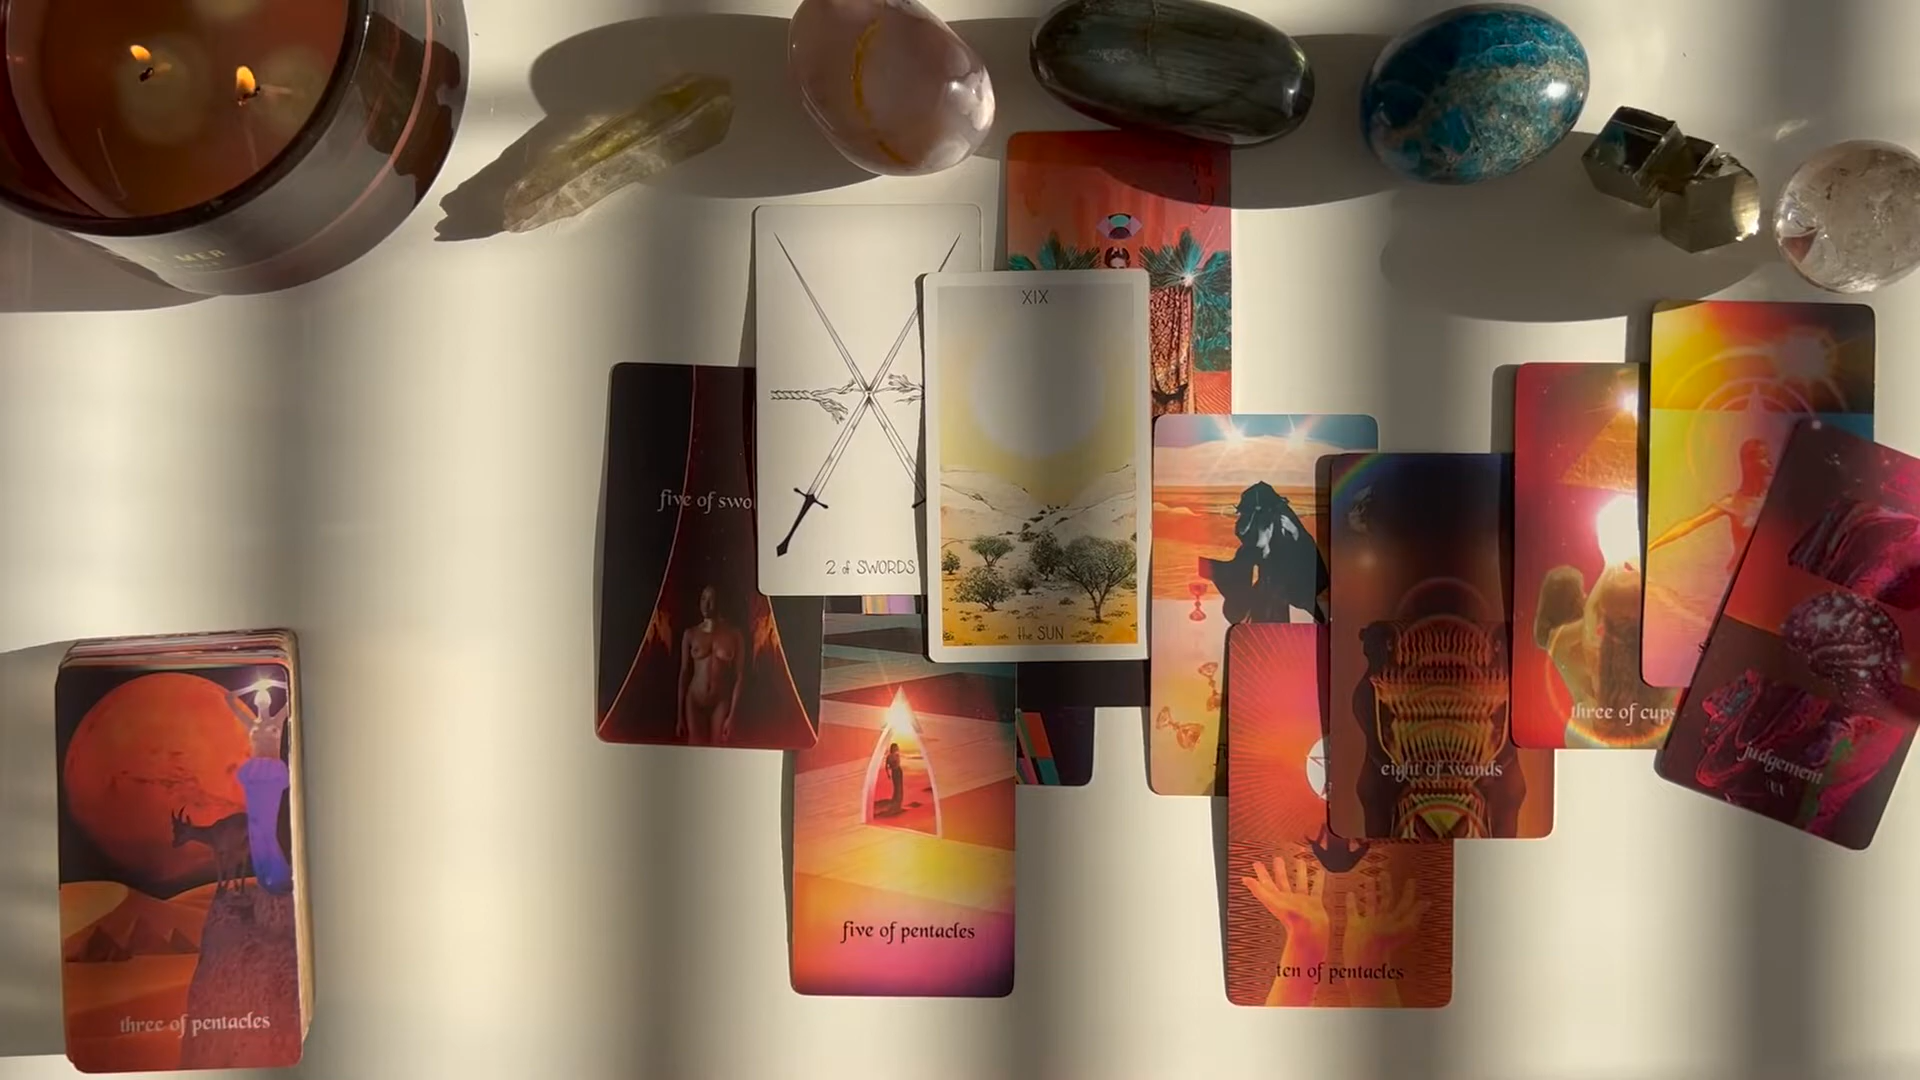 MER
XIX
five of swo
2 of SWORDS
the SUN
three of cups
judgement
XX
eight of wands
five of pentacles
ten of pentacles
three of pentacles